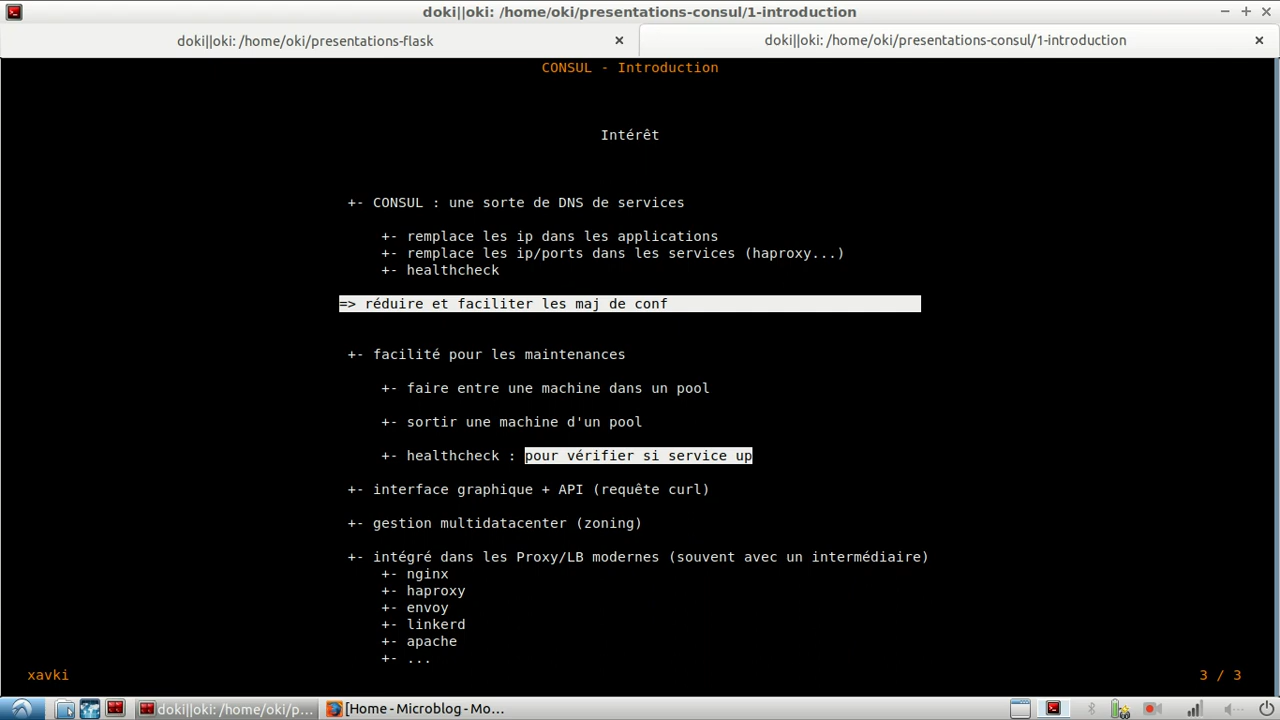 doki||oki: /home/oki/presentations-consul/1-introduction
doki||oki: /home/oki/presentations-flask
doki||oki: /home/oki/presentations-consul/1-introduction
CONSUL - Introduction
Intérêt
+- CONSUL : une sorte de DNS de services
+- remplace les ip dans les applications
+- remplace les ip/ports dans les services (haproxy...)
+- healthcheck
=> réduire et faciliter les maj de conf
+- facilité pour les maintenances
+- faire entre une machine dans un pool
+- sortir une machine d'un pool
+- healthcheck : pour vérifier si service up
+- interface graphique + API (requête curl)
+- gestion multidatacenter (zoning)
+- intégré dans les Proxy/LB modernes (souvent avec un intermédiaire)
+- nginx
+- haproxy
+- envoy
+- linkerd
+- apache
+- ...
xavki
3 / 3
doki||oki: /home/oki/p...
[Home - Microblog - Mo...